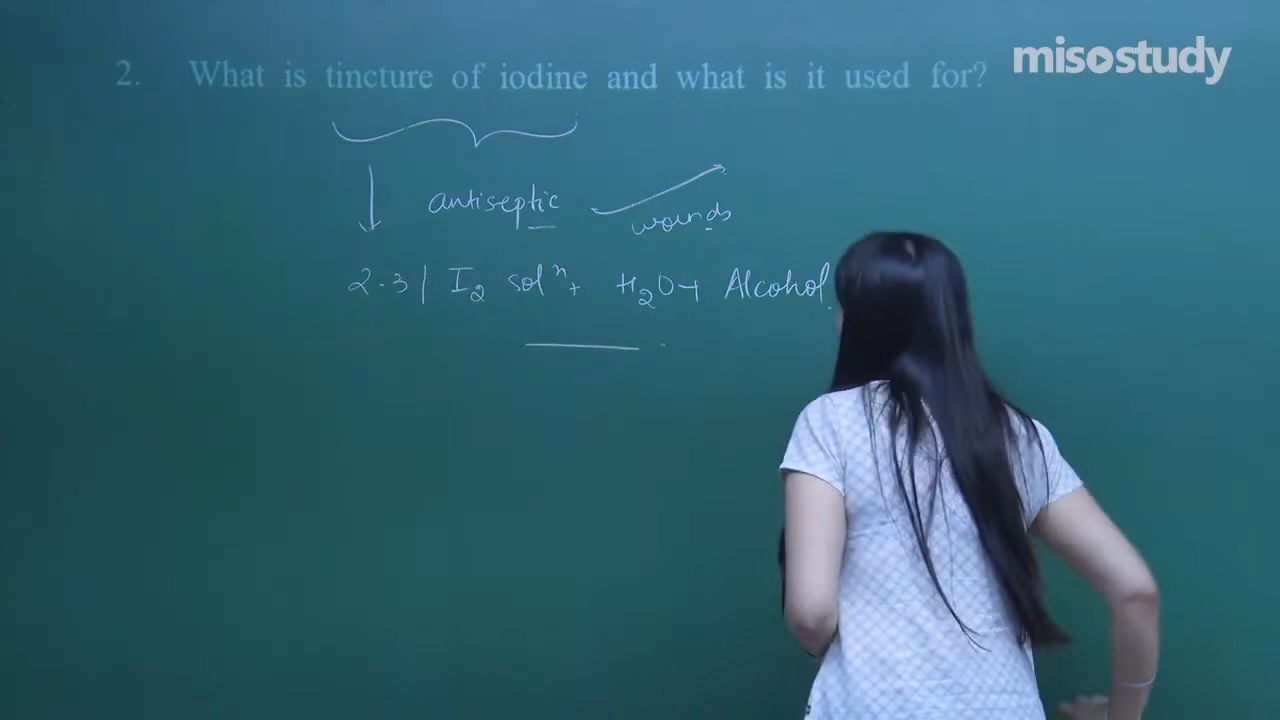 misostudy
2. What is tincture of iodine and what is it used for?
antiseptic
wounds
2-3| I₂ solⁿ + H₂O + Alcohol